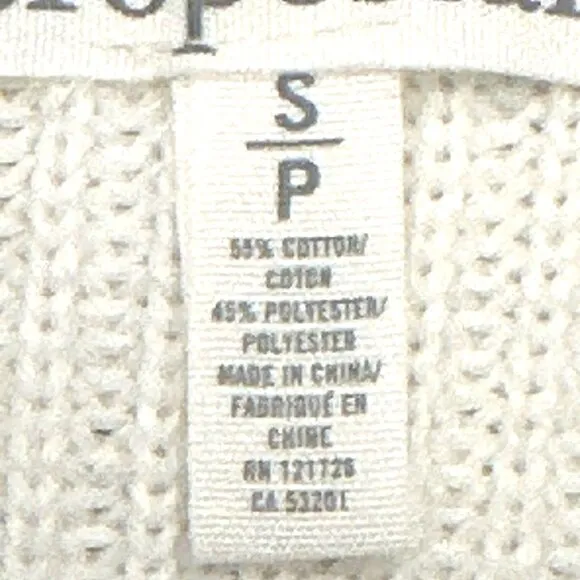 S
P
55% COTTON/
COTON
45% POLYESTER/
POLYESTER
MADE IN CHINA/
FABRIQUÉ EN
CHINE
RN 121726
CA 53201